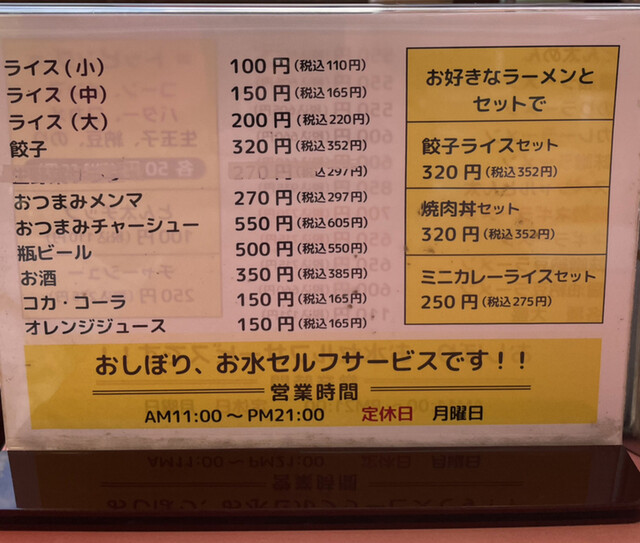 ライス(小) 100円(税込110円)
ライス(中) 150円(税込165円)
ライス(大) 200円(税込220円)
餃子 320円(税込352円)
270円 税込297円)
おつまみメンマ 270円(税込297円)
おつまみチャーシュー 550円(税込605円)
瓶ビール 500円(税込550円)
お酒 350円(税込385円)
コカ・コーラ 150円(税込165円)
オレンジジュース 150円(税込165円)
お好きなラーメンと
セットで
餃子ライスセット
320円(税込352円)
焼肉丼セット
320円(税込352円)
ミニカレーライスセット
250円(税込275円)
おしぼり、お水セルフサービスです!!
営業時間
AM11:00~PM21:00 定休日 月曜日